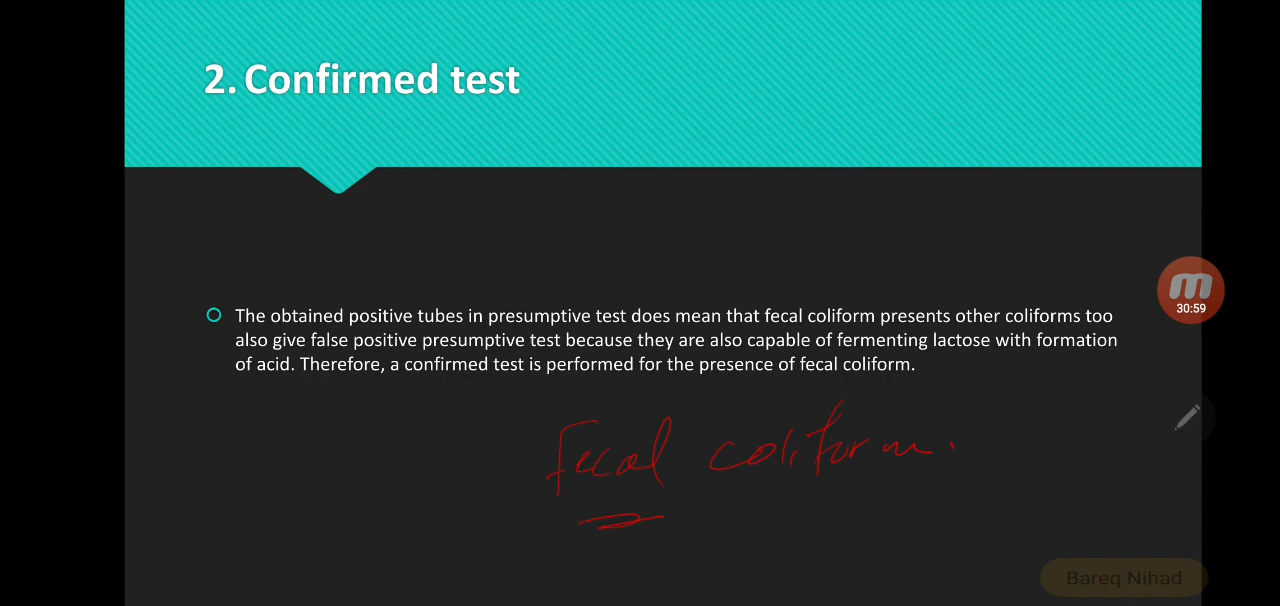 2. Confirmed test
The obtained positive tubes in presumptive test does mean that fecal coliform presents other coliforms too
also give false positive presumptive test because they are also capable of fermenting lactose with formation
of acid. Therefore, a confirmed test is performed for the presence of fecal coliform.
30:59
Fecal coliform.
Bareq Nihad